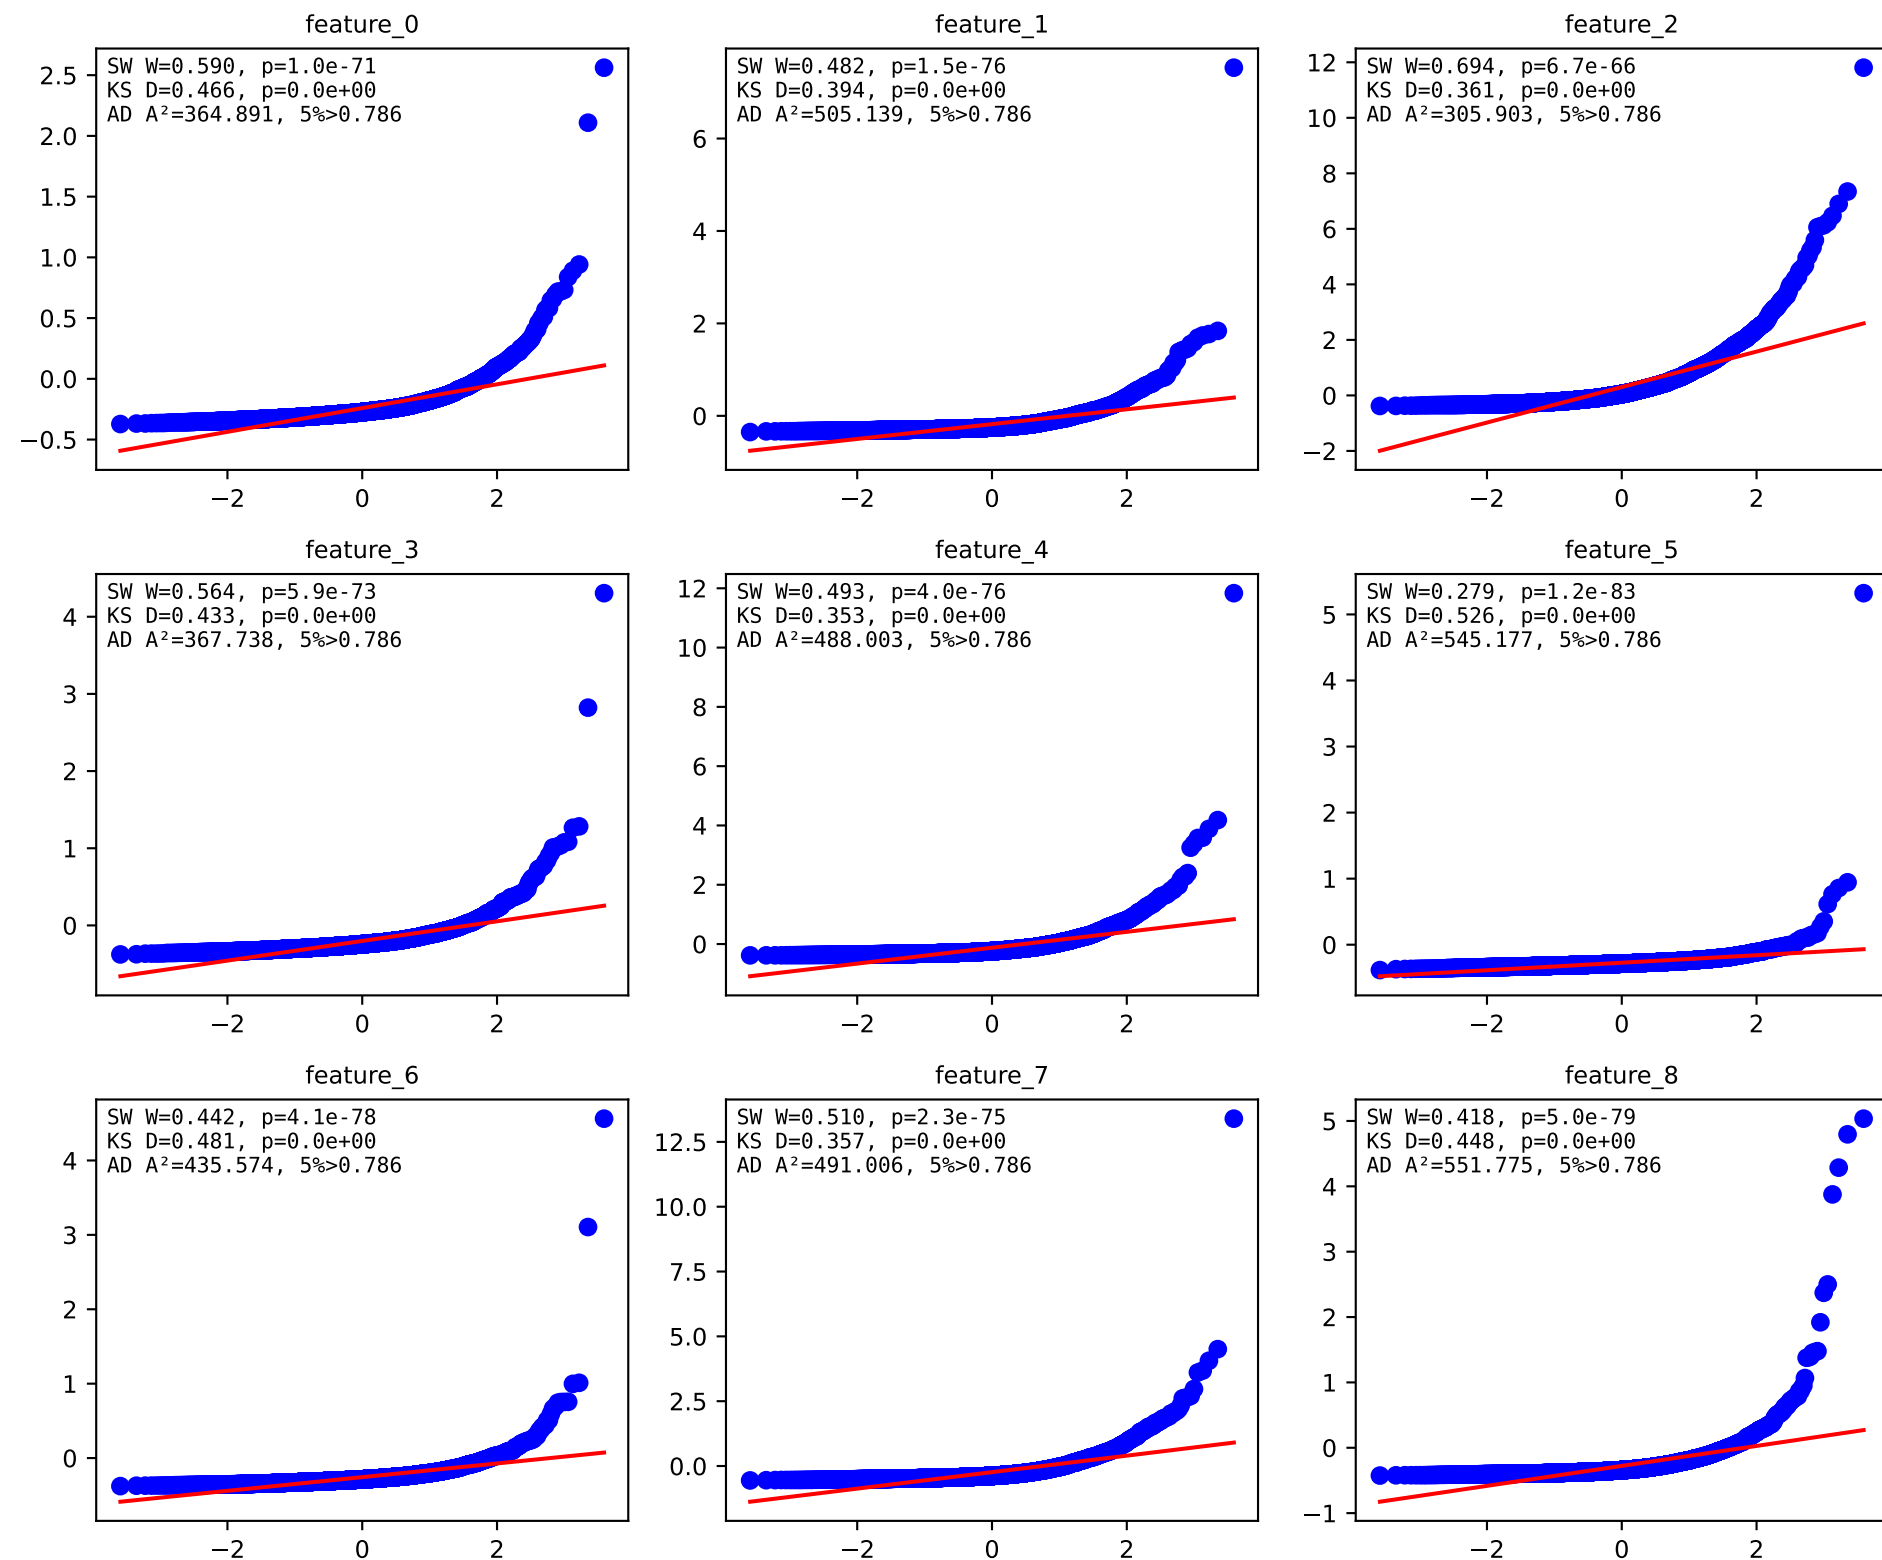 feature_0
SW W=0.590, p=1.0e-71
KS D=0.466, p=0.0e+00
AD A²=364.891, 5%>0.786
2.5
2.0
1.5
1.0
0.5
0.0
−0.5
−2 0 2
feature_1
SW W=0.482, p=1.5e-76
KS D=0.394, p=0.0e+00
AD A²=505.139, 5%>0.786
6
4
2
0
−2 0 2
feature_2
SW W=0.694, p=6.7e-66
KS D=0.361, p=0.0e+00
AD A²=305.903, 5%>0.786
12
10
8
6
4
2
0
−2
−2 0 2
feature_3
SW W=0.564, p=5.9e-73
KS D=0.433, p=0.0e+00
AD A²=367.738, 5%>0.786
4
3
2
1
0
−2 0 2
feature_4
SW W=0.493, p=4.0e-76
KS D=0.353, p=0.0e+00
AD A²=488.003, 5%>0.786
12
10
8
6
4
2
0
−2 0 2
feature_5
SW W=0.279, p=1.2e-83
KS D=0.526, p=0.0e+00
AD A²=545.177, 5%>0.786
5
4
3
2
1
0
−2 0 2
feature_6
SW W=0.442, p=4.1e-78
KS D=0.481, p=0.0e+00
AD A²=435.574, 5%>0.786
4
3
2
1
0
−2 0 2
feature_7
SW W=0.510, p=2.3e-75
KS D=0.357, p=0.0e+00
AD A²=491.006, 5%>0.786
12.5
10.0
7.5
5.0
2.5
0.0
−2 0 2
feature_8
SW W=0.418, p=5.0e-79
KS D=0.448, p=0.0e+00
AD A²=551.775, 5%>0.786
5
4
3
2
1
0
−1
−2 0 2